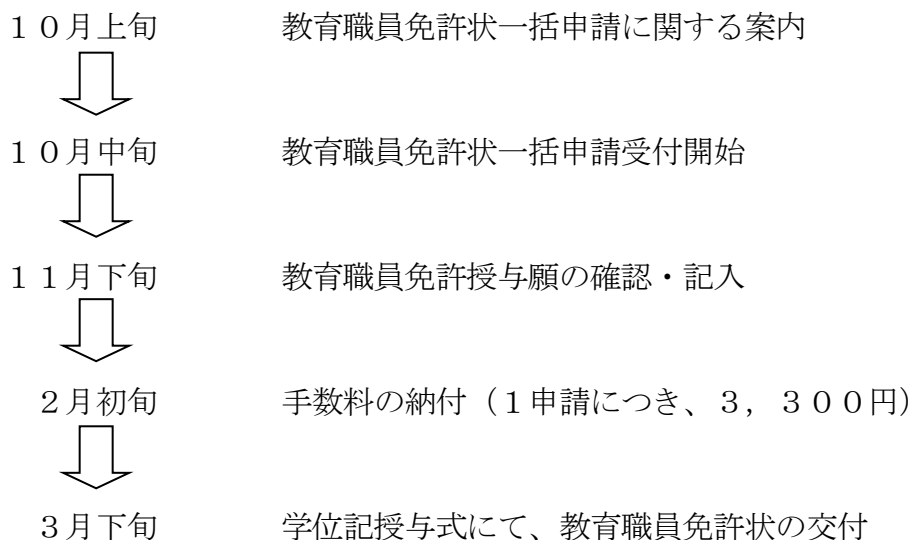 １０月上旬　教育職員免許状一括申請に関する案内
１０月中旬　教育職員免許状一括申請受付開始
１１月下旬　教育職員免許授与願の確認・記入
２月初旬　手数料の納付（１申請につき、３，３００円）
３月下旬　学位記授与式にて、教育職員免許状の交付